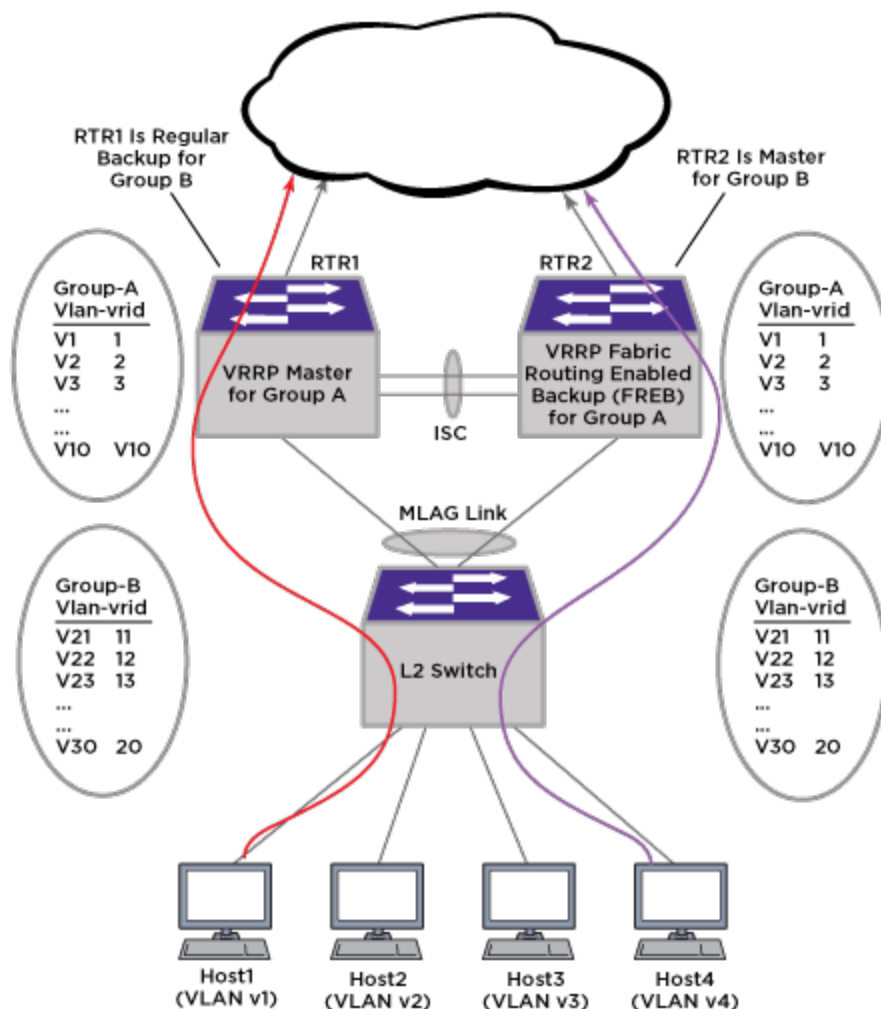 RTR1 Is Regular
Backup for
Group B
RTR2 Is Master
for Group B
RTR1
RTR2
Group-A
Vlan-vrid
V1 1
V2 2
V3 3
...
...
V10 V10
VRRP Master
for Group A
ISC
VRRP Fabric
Routing Enabled
Backup (FREB)
for Group A
Group-A
Vlan-vrid
V1 1
V2 2
V3 3
...
...
V10 V10
MLAG Link
Group-B
Vlan-vrid
V21 11
V22 12
V23 13
...
...
V30 20
L2 Switch
Group-B
Vlan-vrid
V21 11
V22 12
V23 13
...
...
V30 20
Host1
(VLAN v1)
Host2
(VLAN v2)
Host3
(VLAN v3)
Host4
(VLAN v4)